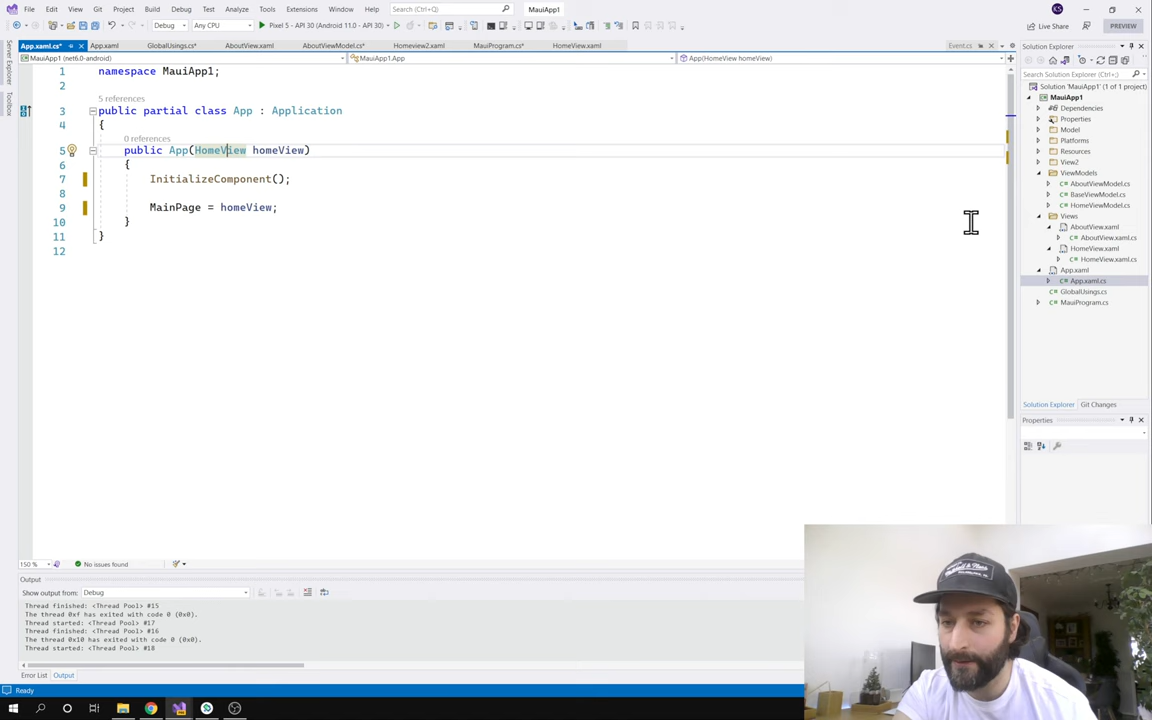 File Edit View Git Project Build Debug Test Analyze Tools Extensions Window Help Search (Ctrl+Q) MauiApp1 KS
Debug Any CPU Pixel 5 - API 30 (Android 11.0 - API 30) Live Share PREVIEW
App.xaml.cs* App.xaml GlobalUsings.cs* AboutView.xaml AboutViewModel.cs* Homeview2.xaml MauiProgram.cs* HomeView.xaml Event.cs
MauiApp1 (net6.0-android) MauiApp1.App App(HomeView homeView)
Server Explorer
Toolbox
1 namespace MauiApp1;
2
5 references
3 public partial class App : Application
4 {
0 references
5 public App(HomeView homeView)
6 {
7 InitializeComponent();
8
9 MainPage = homeView;
10 }
11 }
12
150 % No issues found
Output
Show output from: Debug
Thread finished: <Thread Pool> #15
The thread 0xf has exited with code 0 (0x0).
Thread started: <Thread Pool> #17
Thread finished: <Thread Pool> #16
The thread 0x10 has exited with code 0 (0x0).
Thread started: <Thread Pool> #18
Error List Output
Ready
Solution Explorer
Search Solution Explorer (Ctrl+;)
Solution 'MauiApp1' (1 of 1 project)
MauiApp1
Dependencies
Properties
Model
Platforms
Resources
View2
ViewModels
AboutViewModel.cs
BaseViewModel.cs
HomeViewModel.cs
Views
AboutView.xaml
AboutView.xaml.cs
HomeView.xaml
HomeView.xaml.cs
App.xaml
App.xaml.cs
GlobalUsings.cs
MauiProgram.cs
Solution Explorer Git Changes
Properties